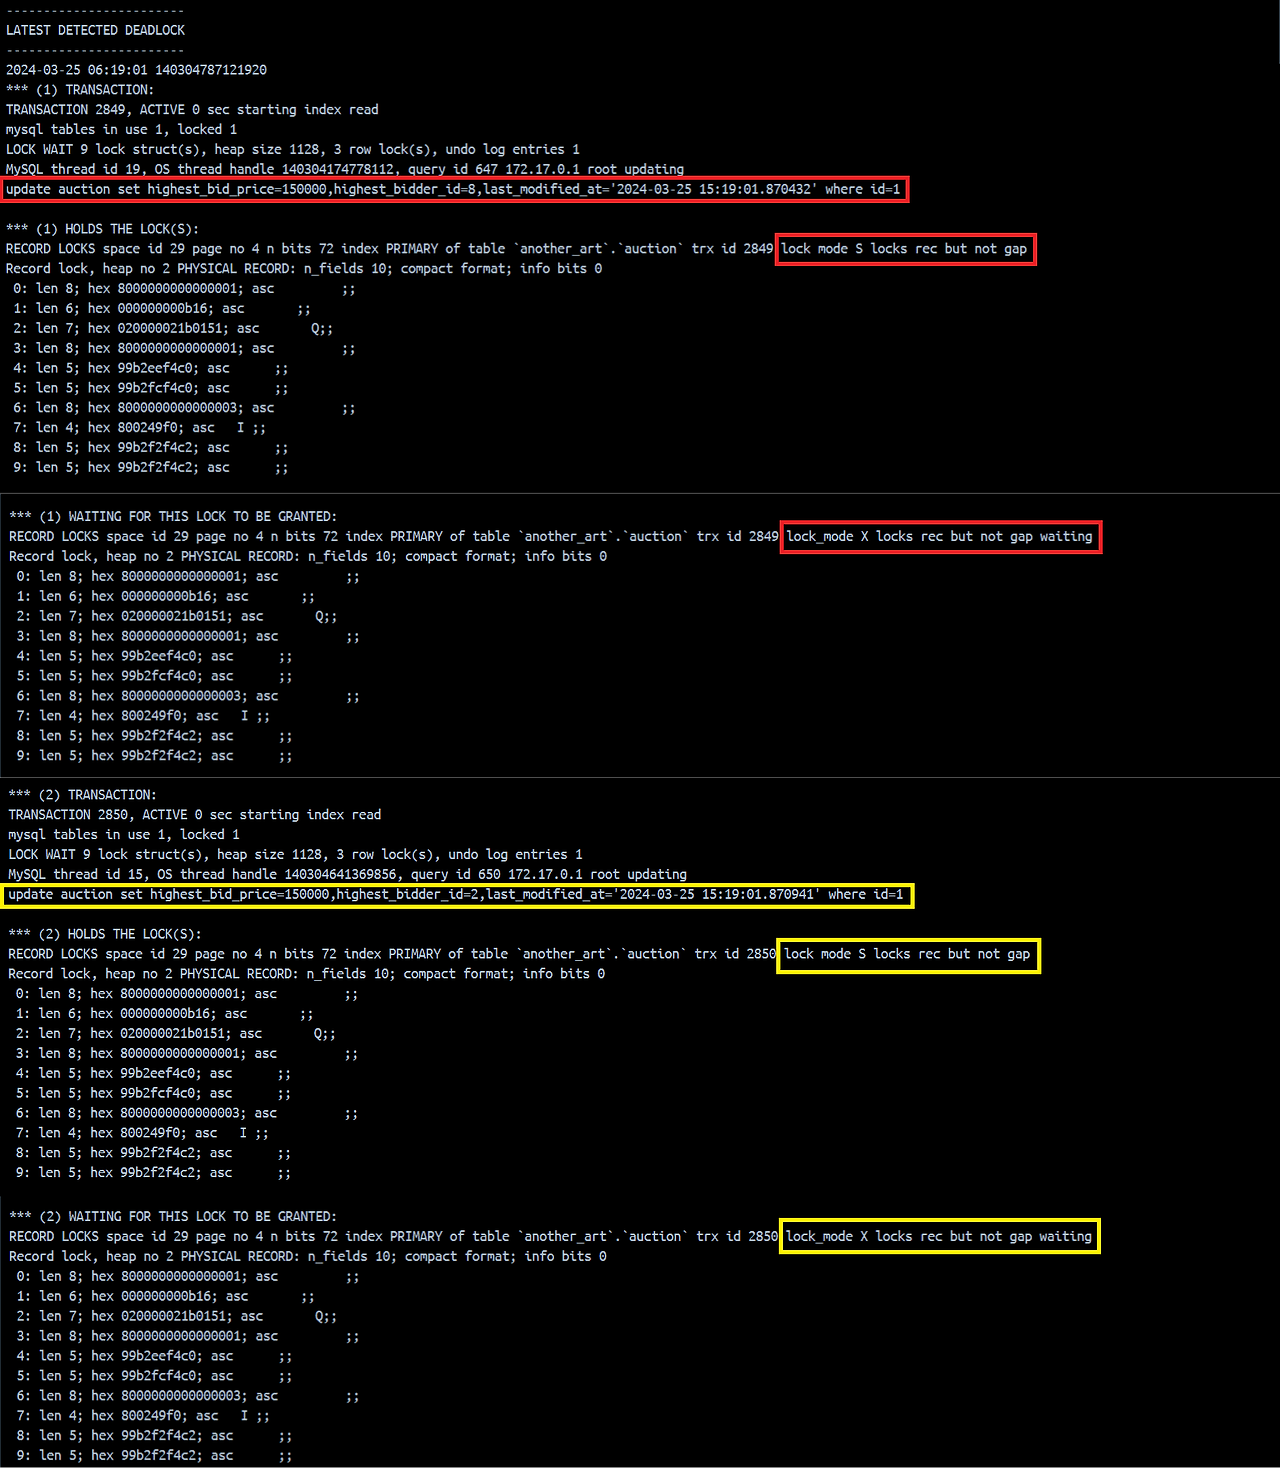 ------------------------
LATEST DETECTED DEADLOCK
------------------------
2024-03-25 06:19:01 140304787121920
*** (1) TRANSACTION:
TRANSACTION 2849, ACTIVE 0 sec starting index read
mysql tables in use 1, locked 1
LOCK WAIT 9 lock struct(s), heap size 1128, 3 row lock(s), undo log entries 1
MySQL thread id 19, OS thread handle 140304174778112, query id 647 172.17.0.1 root updating
update auction set highest_bid_price=150000,highest_bidder_id=8,last_modified_at='2024-03-25 15:19:01.870432' where id=1
*** (1) HOLDS THE LOCK(S):
RECORD LOCKS space id 29 page no 4 n bits 72 index PRIMARY of table `another_art`.`auction` trx id 2849 lock mode S locks rec but not gap
Record lock, heap no 2 PHYSICAL RECORD: n_fields 10; compact format; info bits 0
0: len 8; hex 8000000000000001; asc         ;;
1: len 6; hex 000000000b16; asc       ;;
2: len 7; hex 020000021b0151; asc       Q;;
3: len 8; hex 8000000000000001; asc         ;;
4: len 5; hex 99b2eef4c0; asc      ;;
5: len 5; hex 99b2fcf4c0; asc      ;;
6: len 8; hex 8000000000000003; asc         ;;
7: len 4; hex 800249f0; asc   I ;;
8: len 5; hex 99b2f2f4c2; asc      ;;
9: len 5; hex 99b2f2f4c2; asc      ;;
*** (1) WAITING FOR THIS LOCK TO BE GRANTED:
RECORD LOCKS space id 29 page no 4 n bits 72 index PRIMARY of table `another_art`.`auction` trx id 2849 lock_mode X locks rec but not gap waiting
Record lock, heap no 2 PHYSICAL RECORD: n_fields 10; compact format; info bits 0
0: len 8; hex 8000000000000001; asc         ;;
1: len 6; hex 000000000b16; asc       ;;
2: len 7; hex 020000021b0151; asc       Q;;
3: len 8; hex 8000000000000001; asc         ;;
4: len 5; hex 99b2eef4c0; asc      ;;
5: len 5; hex 99b2fcf4c0; asc      ;;
6: len 8; hex 8000000000000003; asc         ;;
7: len 4; hex 800249f0; asc   I ;;
8: len 5; hex 99b2f2f4c2; asc      ;;
9: len 5; hex 99b2f2f4c2; asc      ;;
*** (2) TRANSACTION:
TRANSACTION 2850, ACTIVE 0 sec starting index read
mysql tables in use 1, locked 1
LOCK WAIT 9 lock struct(s), heap size 1128, 3 row lock(s), undo log entries 1
MySQL thread id 15, OS thread handle 140304641369856, query id 650 172.17.0.1 root updating
update auction set highest_bid_price=150000,highest_bidder_id=2,last_modified_at='2024-03-25 15:19:01.870941' where id=1
*** (2) HOLDS THE LOCK(S):
RECORD LOCKS space id 29 page no 4 n bits 72 index PRIMARY of table `another_art`.`auction` trx id 2850 lock mode S locks rec but not gap
Record lock, heap no 2 PHYSICAL RECORD: n_fields 10; compact format; info bits 0
0: len 8; hex 8000000000000001; asc         ;;
1: len 6; hex 000000000b16; asc       ;;
2: len 7; hex 020000021b0151; asc       Q;;
3: len 8; hex 8000000000000001; asc         ;;
4: len 5; hex 99b2eef4c0; asc      ;;
5: len 5; hex 99b2fcf4c0; asc      ;;
6: len 8; hex 8000000000000003; asc         ;;
7: len 4; hex 800249f0; asc   I ;;
8: len 5; hex 99b2f2f4c2; asc      ;;
9: len 5; hex 99b2f2f4c2; asc      ;;
*** (2) WAITING FOR THIS LOCK TO BE GRANTED:
RECORD LOCKS space id 29 page no 4 n bits 72 index PRIMARY of table `another_art`.`auction` trx id 2850 lock_mode X locks rec but not gap waiting
Record lock, heap no 2 PHYSICAL RECORD: n_fields 10; compact format; info bits 0
0: len 8; hex 8000000000000001; asc         ;;
1: len 6; hex 000000000b16; asc       ;;
2: len 7; hex 020000021b0151; asc       Q;;
3: len 8; hex 8000000000000001; asc         ;;
4: len 5; hex 99b2eef4c0; asc      ;;
5: len 5; hex 99b2fcf4c0; asc      ;;
6: len 8; hex 8000000000000003; asc         ;;
7: len 4; hex 800249f0; asc   I ;;
8: len 5; hex 99b2f2f4c2; asc      ;;
9: len 5; hex 99b2f2f4c2; asc      ;;